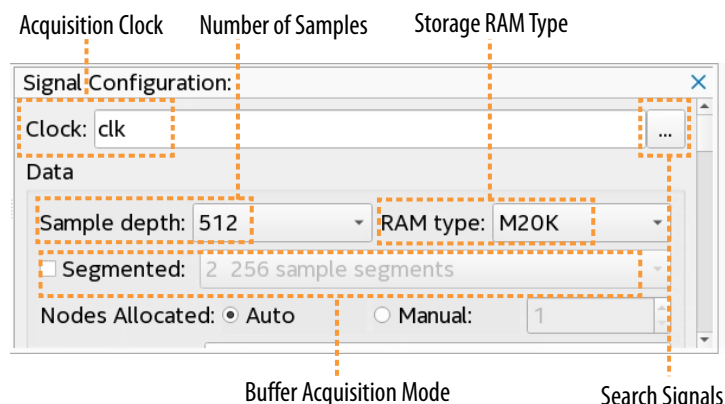 Acquisition Clock Number of Samples Storage RAM Type
Signal Configuration:
Clock: clk ...
Data
Sample depth: 512 RAM type: M20K
Segmented: 2 256 sample segments
Nodes Allocated: Auto Manual: 1
Buffer Acquisition Mode Search Signals